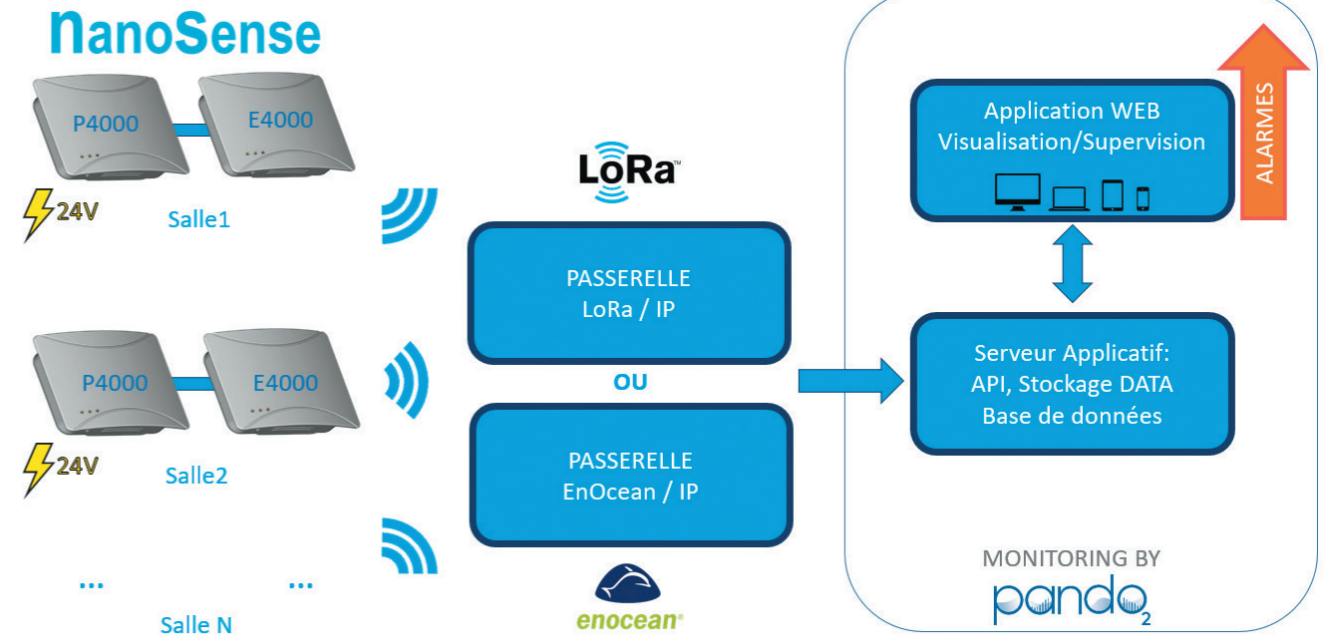 nanoSense
P4000
E4000
24V
Salle1
P4000
E4000
24V
Salle2
... ...
Salle N
LoRa™
PASSERELLE
LoRa / IP
OU
PASSERELLE
EnOcean / IP
enocean®
Application WEB
Visualisation/Supervision
ALARMES
Serveur Applicatif:
API, Stockage DATA
Base de données
MONITORING BY
pando2